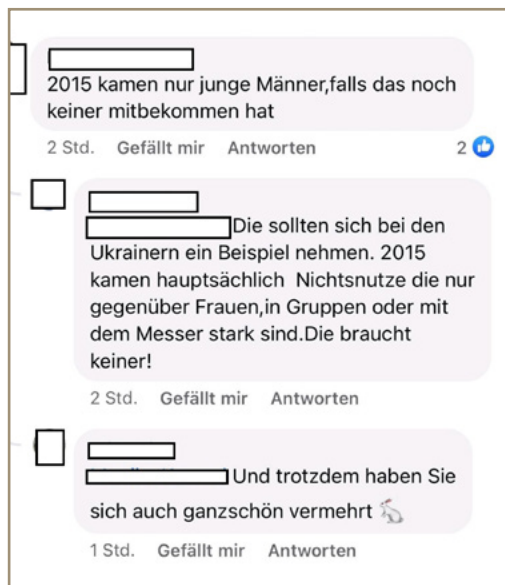 2015 kamen nur junge Männer,falls das noch
keiner mitbekommen hat
2 Std. Gefällt mir Antworten 2
Die sollten sich bei den
Ukrainern ein Beispiel nehmen. 2015
kamen hauptsächlich Nichtsnutze die nur
gegenüber Frauen,in Gruppen oder mit
dem Messer stark sind.Die braucht
keiner!
2 Std. Gefällt mir Antworten
Und trotzdem haben Sie
sich auch ganzschön vermehrt 🐇
1 Std. Gefällt mir Antworten